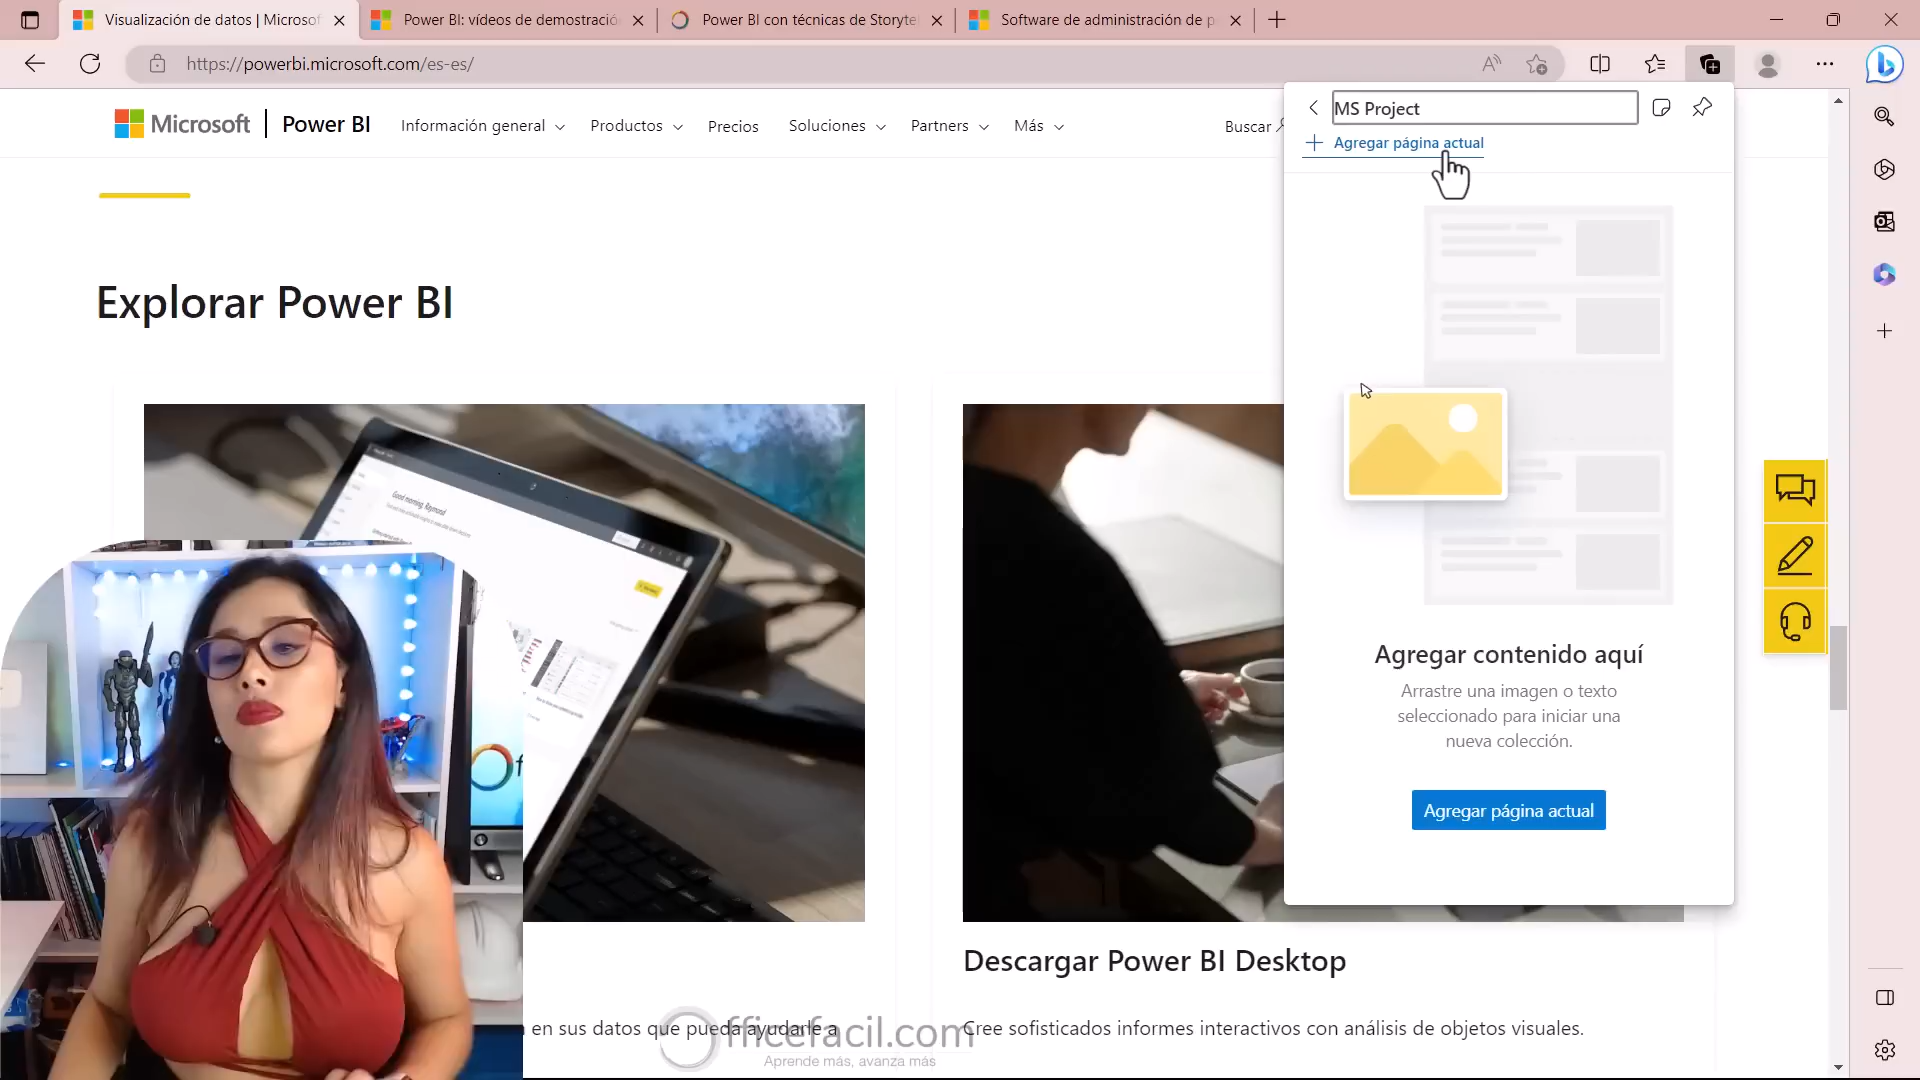 Visualización de datos | Microsof
Power BI: vídeos de demostració
Power BI con técnicas de Storyte
Software de administración de p
https://powerbi.microsoft.com/es-es/
Microsoft
Power BI
Información general
Productos
Precios
Soluciones
Partners
Más
Buscar
MS Project
Agregar página actual
Explorar Power BI
Good morning, Raymond
Agregar contenido aquí
Arrastre una imagen o texto
seleccionado para iniciar una
nueva colección.
Agregar página actual
Descargar Power BI Desktop
en sus datos que pueda ayudarle a
Cree sofisticados informes interactivos con análisis de objetos visuales.
fficefacil.com
Aprende más, avanza más